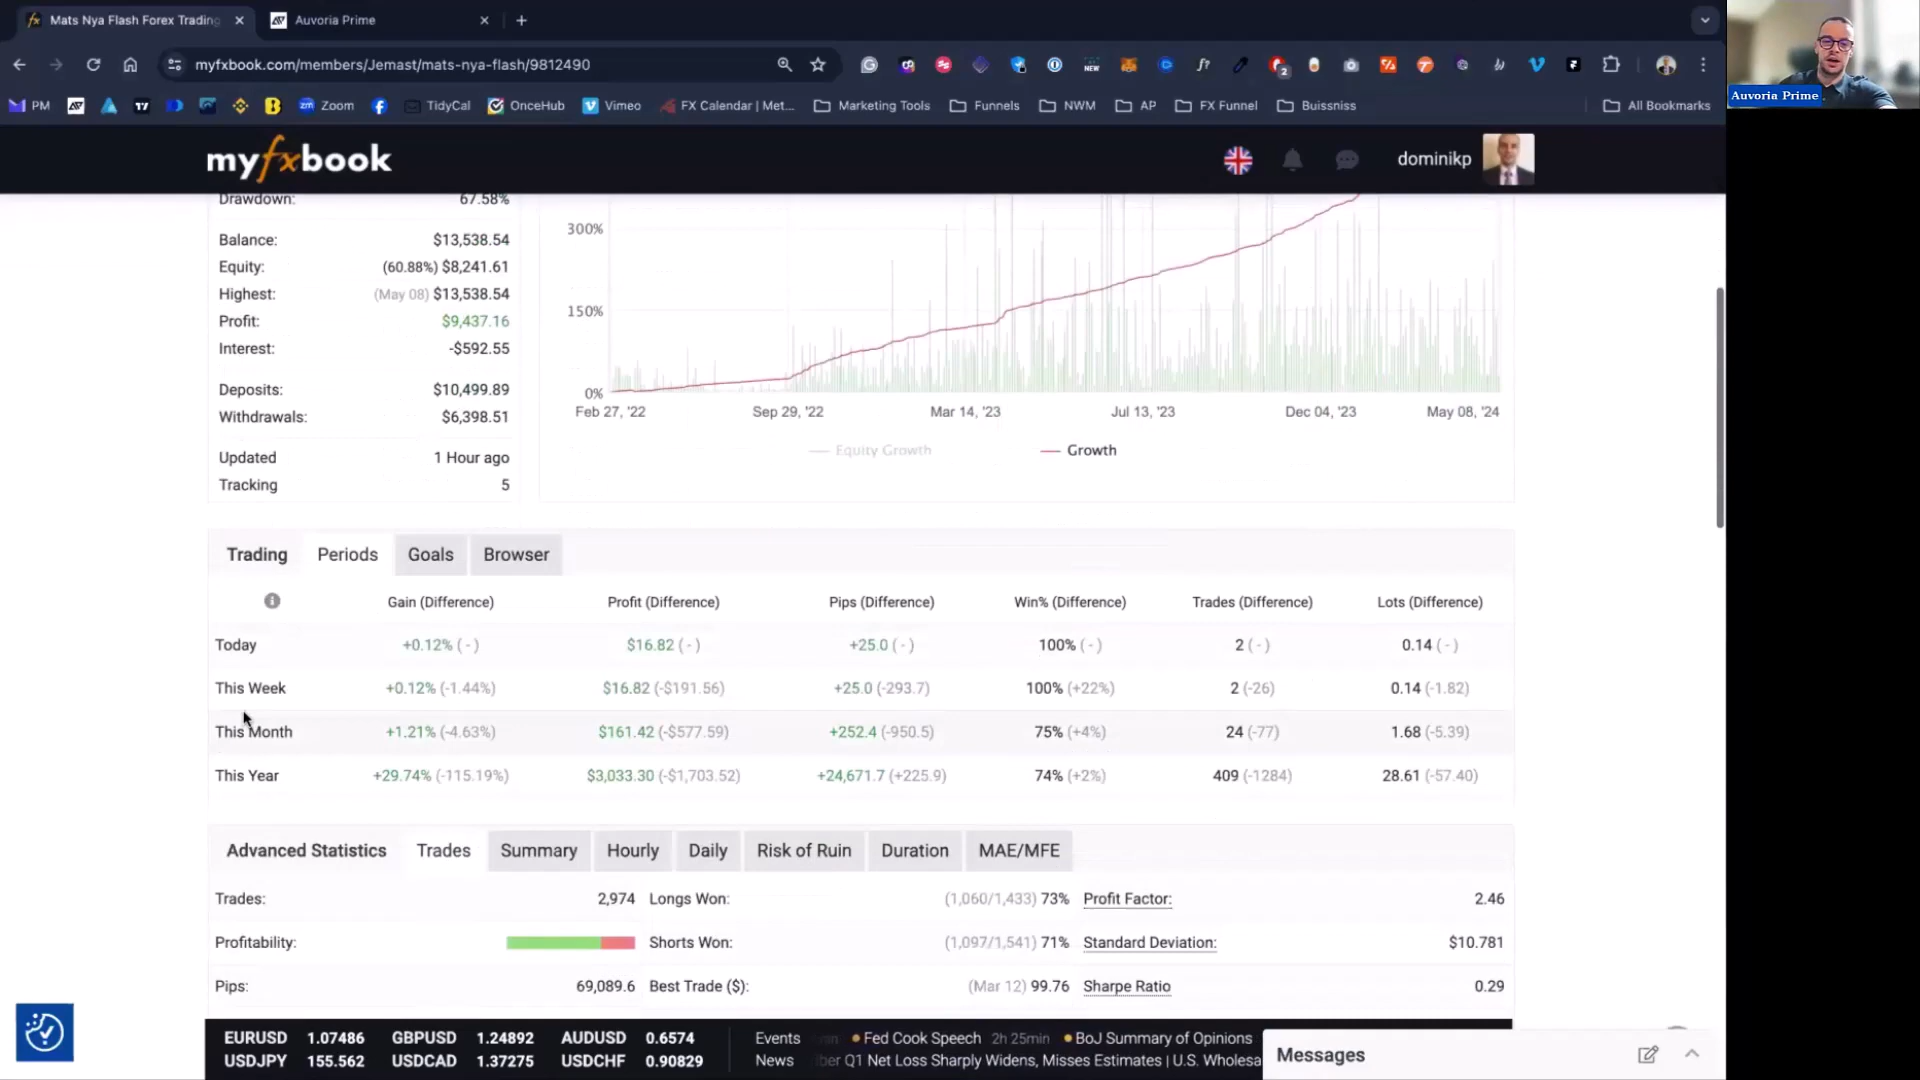 Mats Nya Flash Forex Trading
Auvoria Prime
myfxbook.com/members/Jemast/mats-nya-flash/9812490
NEW
f?
2
PM
Zoom
TidyCal
OnceHub
Vimeo
FX Calendar | Met...
Marketing Tools
Funnels
NWM
AP
FX Funnel
Buissniss
All Bookmarks
Auvoria Prime
myfxbook
dominikp
Drawdown: 67.58%
Balance: $13,538.54
Equity: (60.88%) $8,241.61
Highest: (May 08) $13,538.54
Profit: $9,437.16
Interest: -$592.55
Deposits: $10,499.89
Withdrawals: $6,398.51
Updated 1 Hour ago
Tracking 5
300%
150%
0%
Feb 27, '22 Sep 29, '22 Mar 14, '23 Jul 13, '23 Dec 04, '23 May 08, '24
Equity Growth Growth
Trading Periods Goals Browser
Gain (Difference) Profit (Difference) Pips (Difference) Win% (Difference) Trades (Difference) Lots (Difference)
Today +0.12% ( - ) $16.82 ( - ) +25.0 ( - ) 100% ( - ) 2 ( - ) 0.14 ( - )
This Week +0.12% (-1.44%) $16.82 (-$191.56) +25.0 (-293.7) 100% (+22%) 2 (-26) 0.14 (-1.82)
This Month +1.21% (-4.63%) $161.42 (-$577.59) +252.4 (-950.5) 75% (+4%) 24 (-77) 1.68 (-5.39)
This Year +29.74% (-115.19%) $3,033.30 (-$1,703.52) +24,671.7 (+225.9) 74% (+2%) 409 (-1284) 28.61 (-57.40)
Advanced Statistics Trades Summary Hourly Daily Risk of Ruin Duration MAE/MFE
Trades: 2,974 Longs Won: (1,060/1,433) 73% Profit Factor: 2.46
Profitability: Shorts Won: (1,097/1,541) 71% Standard Deviation: $10.781
Pips: 69,089.6 Best Trade ($): (Mar 12) 99.76 Sharpe Ratio 0.29
EURUSD 1.07486 GBPUSD 1.24892 AUDUSD 0.6574
USDJPY 155.562 USDCAD 1.37275 USDCHF 0.90829
Events Fed Cook Speech 2h 25min BoJ Summary of Opinions
News Q1 Net Loss Sharply Widens, Misses Estimates | U.S. Wholesa
Messages